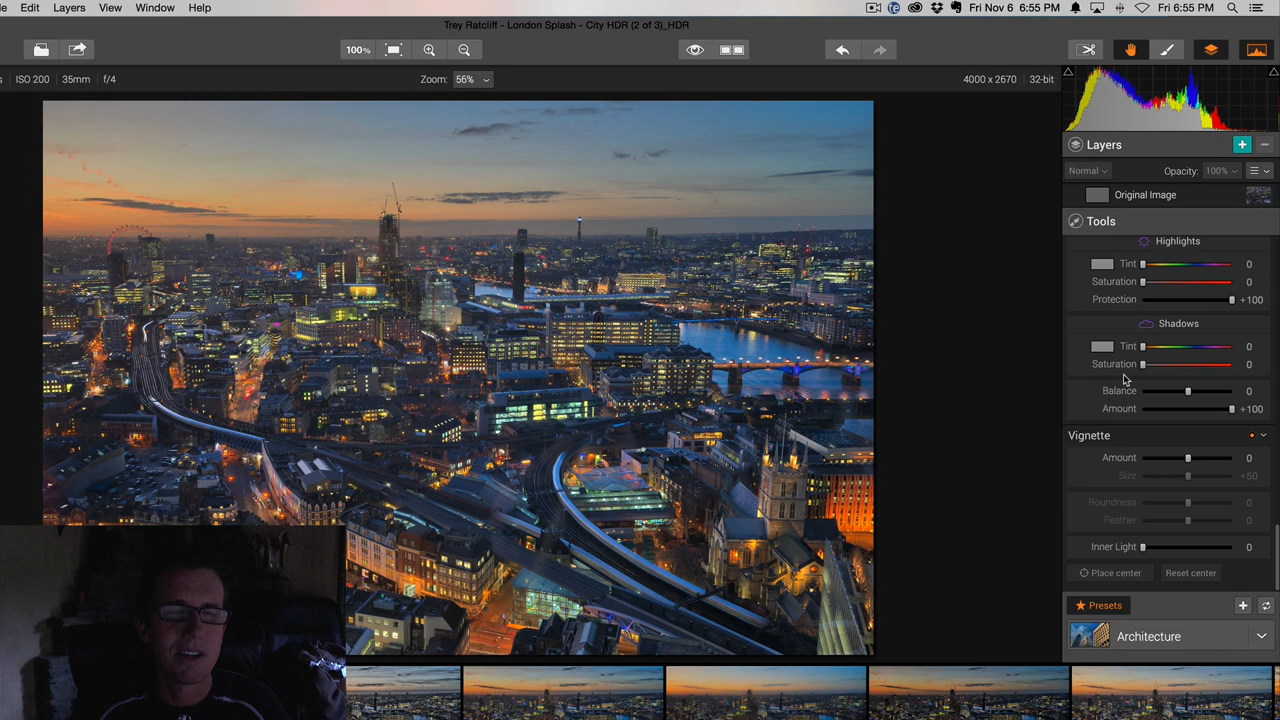 Edit Layers View Window Help Fri Nov 6 6:55 PM Fri 6:55 PM
Trey Ratcliff - London Splash - City HDR (2 of 3)_HDR
100%
ISO 200 35mm f/4 Zoom: 56% 4000 x 2670 32-bit
Layers
Normal Opacity: 100%
Original Image
Tools
Highlights
Tint 0
Saturation 0
Protection +100
Shadows
Tint 0
Saturation 0
Balance 0
Amount +100
Vignette
Amount 0
Size +50
Roundness 0
Feather 0
Inner Light 0
Place center Reset center
Presets
Architecture